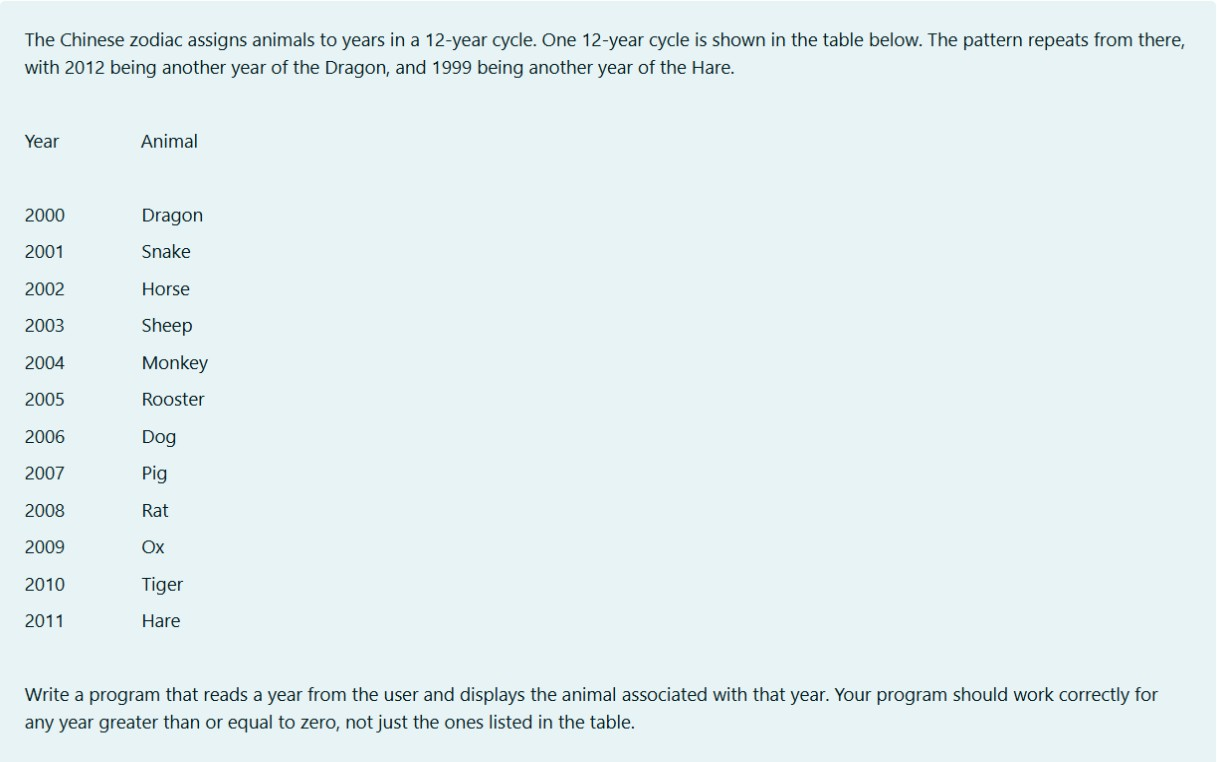 The Chinese zodiac assigns animals to years in a 12-year cycle. One 12-year cycle is shown in the table below. The pattern repeats from there,
with 2012 being another year of the Dragon, and 1999 being another year of the Hare.
Year Animal
2000 Dragon
2001 Snake
2002 Horse
2003 Sheep
2004 Monkey
2005 Rooster
2006 Dog
2007 Pig
2008 Rat
2009 Ox
2010 Tiger
2011 Hare
Write a program that reads a year from the user and displays the animal associated with that year. Your program should work correctly for
any year greater than or equal to zero, not just the ones listed in the table.